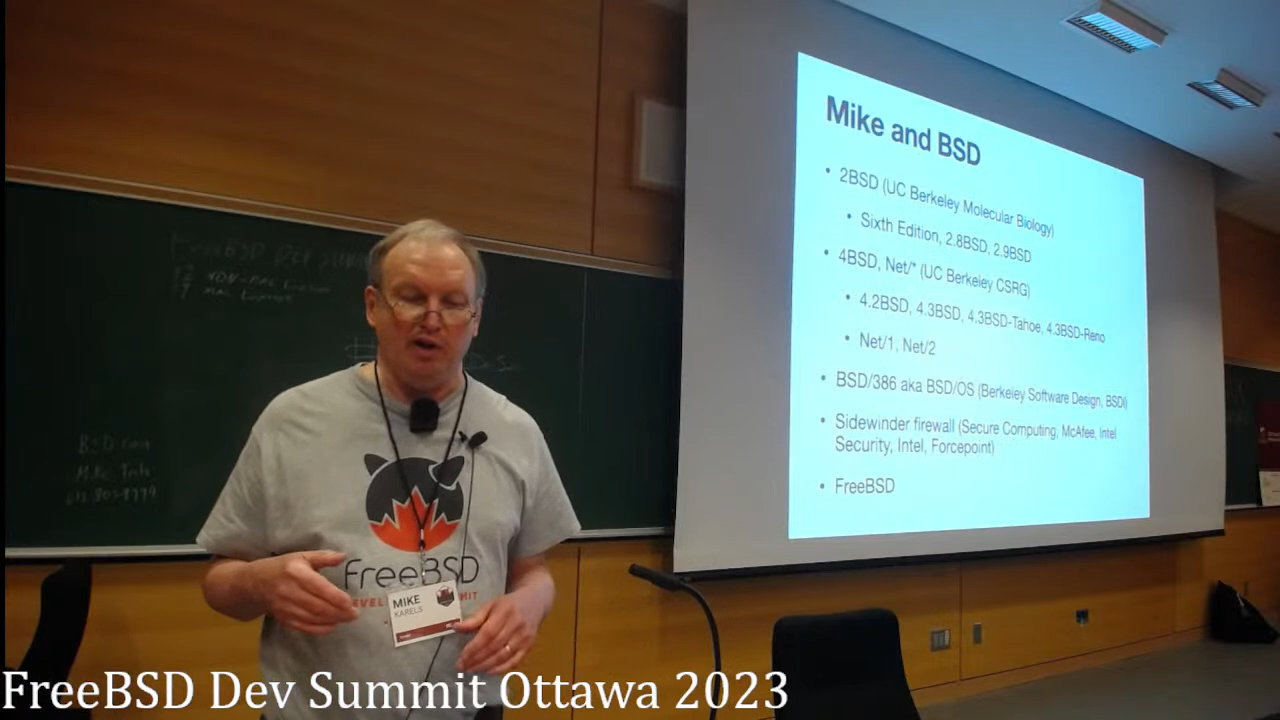 Mike and BSD
• 2BSD (UC Berkeley Molecular Biology)
• Sixth Edition, 2.8BSD, 2.9BSD
• 4BSD, Net/* (UC Berkeley CSRG)
• 4.2BSD, 4.3BSD, 4.3BSD-Tahoe, 4.3BSD-Reno
• Net/1, Net/2
• BSD/386 aka BSD/OS (Berkeley Software Design, BSDI)
• Sidewinder firewall (Secure Computing, McAfee, Intel
Security, Intel, Forcepoint)
• FreeBSD
FreeBSD DEV SUMM
FreeBSD
MIKE
KARELS
FreeBSD Dev Summit Ottawa 2023